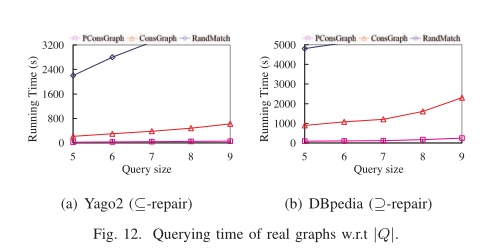 PConsGraph ConsGraph RandMatch
3200
2400
1600
800
0
Running Time (s)
5 6 7 8 9
Query size
(a) Yago2 (⊆-repair)
PConsGraph ConsGraph RandMatch
5000
4000
3000
2000
1000
0
Running Time (s)
5 6 7 8 9
Query size
(b) DBpedia (⊇-repair)
Fig. 12. Querying time of real graphs w.r.t |Q|.